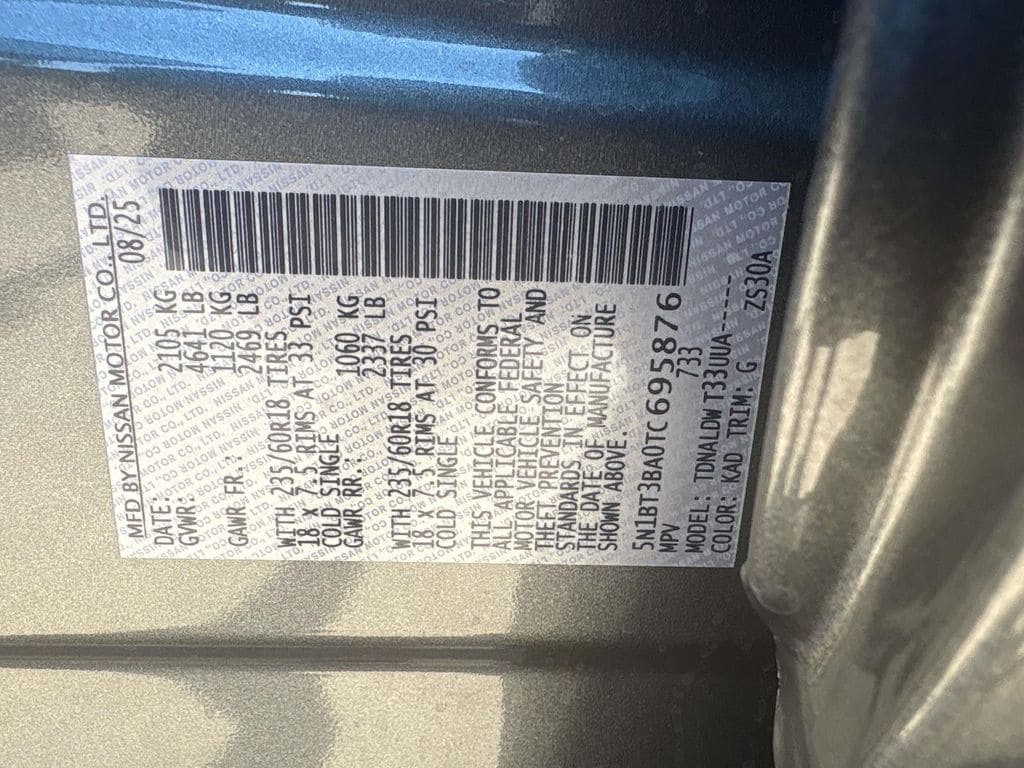 MFD BY NISSAN MOTOR CO., LTD.
DATE: 08/25
GVWR: 2105 KG
4641 LB
GAWR FR.: 1120 KG
2469 LB
WITH 235/60R18 TIRES
18 X 7.5 RIMS AT 33 PSI
COLD SINGLE
GAWR RR.: 1060 KG
2337 LB
WITH 235/60R18 TIRES
18 X 7.5 RIMS AT 30 PSI
COLD SINGLE
THIS VEHICLE CONFORMS TO
ALL APPLICABLE FEDERAL
MOTOR VEHICLE SAFETY AND
THEFT PREVENTION
STANDARDS IN EFFECT ON
THE DATE OF MANUFACTURE
SHOWN ABOVE.
5N1BT3BA0TC695876
MPV 733
MODEL: TDNALDW T33UUA-----
COLOR: KAD TRIM: G ZS30A